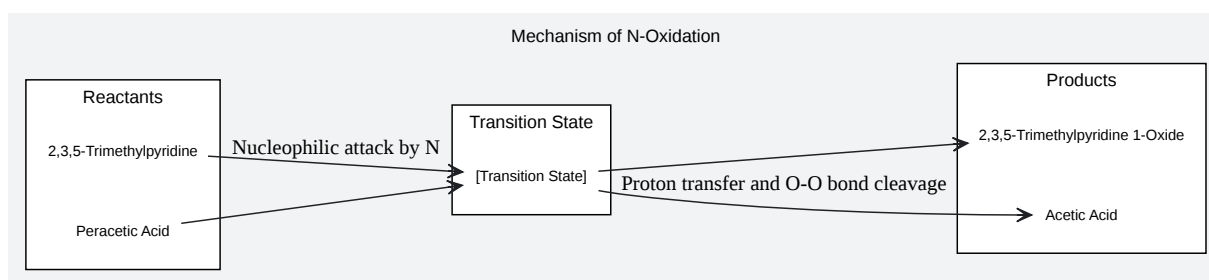 Mechanism of N-Oxidation
Reactants
2,3,5-Trimethylpyridine
Peracetic Acid
Nucleophilic attack by N
Transition State
[Transition State]
Proton transfer and O-O bond cleavage
Products
2,3,5-Trimethylpyridine 1-Oxide
Acetic Acid